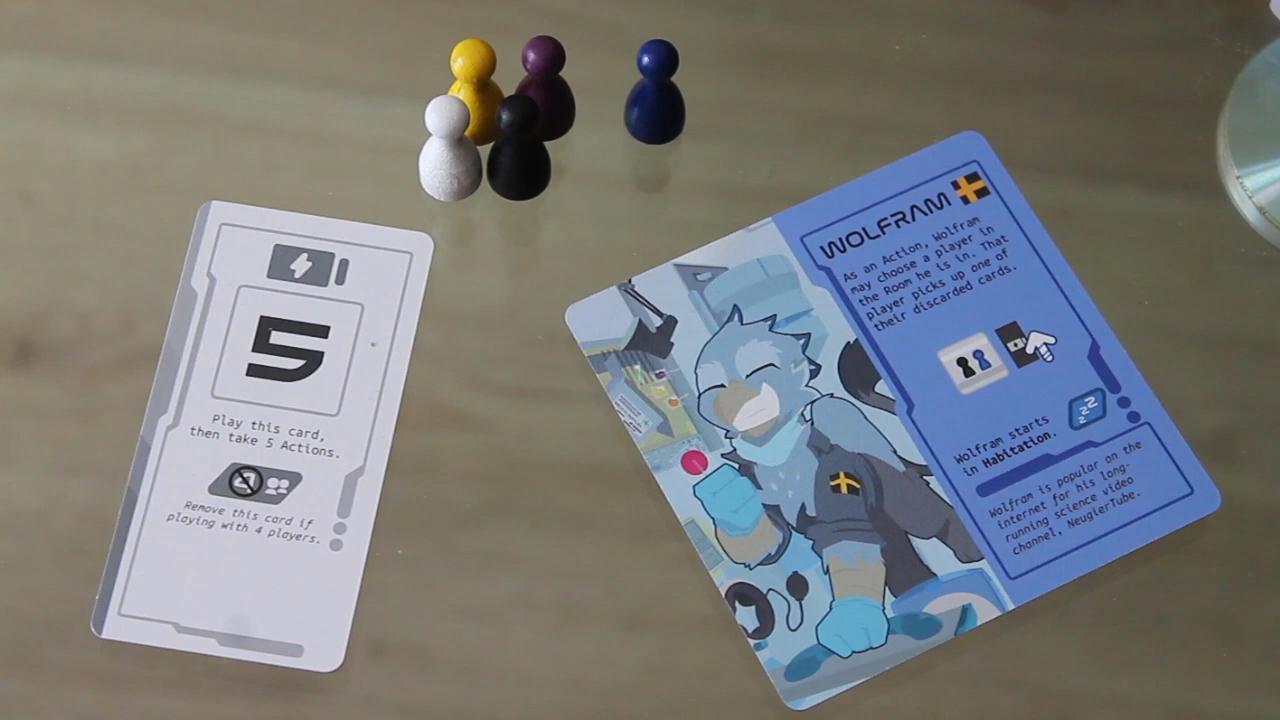 5
Play this card,
then take 5 Actions.
Remove this card if
playing with 4 players.
WOLFRAM
As an Action, Wolfram
may choose a player in
the Room he is in. That
player picks up one of
their discarded cards.
Wolfram starts
in Habitation.
Wolfram is popular on the
internet for his long-
running science video
channel, NeugierTube.